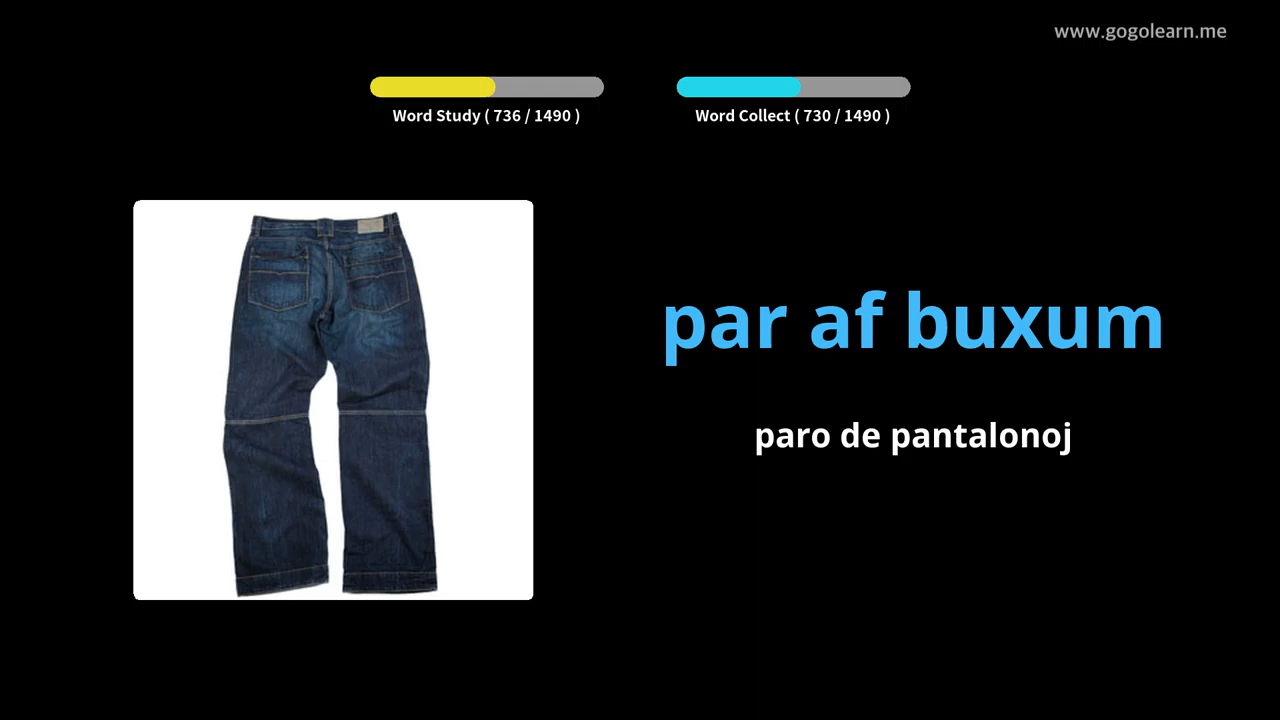 www.gogolearn.me
Word Study ( 736 / 1490 )
Word Collect ( 730 / 1490 )
par af buxum
paro de pantalonoj